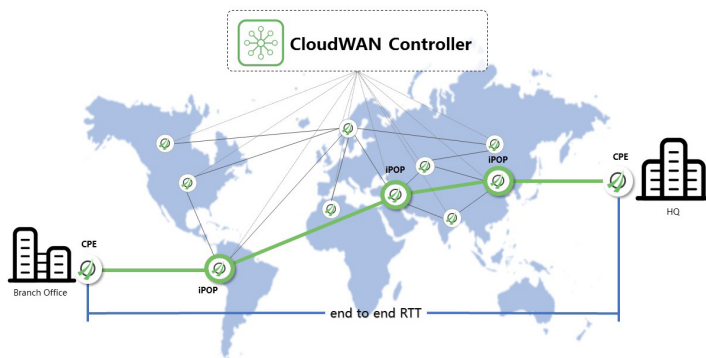 CloudWAN Controller
iPOP
iPOP
CPE
HQ
CPE
Branch Office
iPOP
end to end RTT